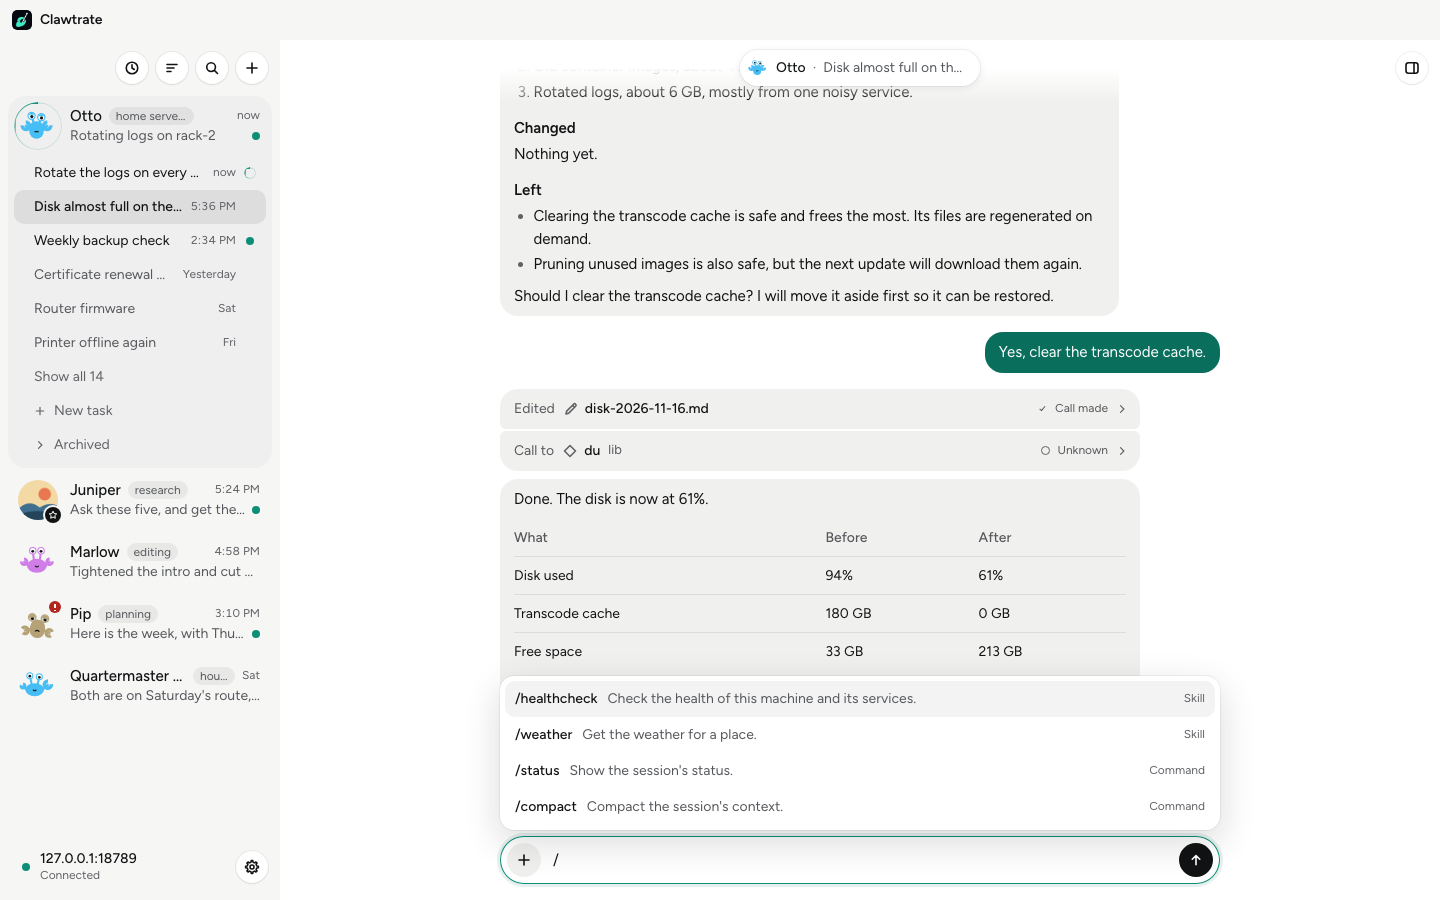 Clawtrate
Otto home serve... now
Rotating logs on rack-2
Rotate the logs on every ... now
Disk almost full on the... 5:36 PM
Weekly backup check 2:34 PM
Certificate renewal ... Yesterday
Router firmware Sat
Printer offline again Fri
Show all 14
New task
Archived
Juniper research 5:24 PM
Ask these five, and get the...
Marlow editing 4:58 PM
Tightened the intro and cut ...
Pip planning 3:10 PM
Here is the week, with Thu...
Quartermaster ... hou... Sat
Both are on Saturday's route,...
127.0.0.1:18789
Connected
Otto · Disk almost full on th...
3. Rotated logs, about 6 GB, mostly from one noisy service.
Changed
Nothing yet.
Left
Clearing the transcode cache is safe and frees the most. Its files are regenerated on
demand.
Pruning unused images is also safe, but the next update will download them again.
Should I clear the transcode cache? I will move it aside first so it can be restored.
Yes, clear the transcode cache.
Edited disk-2026-11-16.md Call made
Call to du lib Unknown
Done. The disk is now at 61%.
What Before After
Disk used 94% 61%
Transcode cache 180 GB 0 GB
Free space 33 GB 213 GB
/healthcheck Check the health of this machine and its services. Skill
/weather Get the weather for a place. Skill
/status Show the session's status. Command
/compact Compact the session's context. Command
/